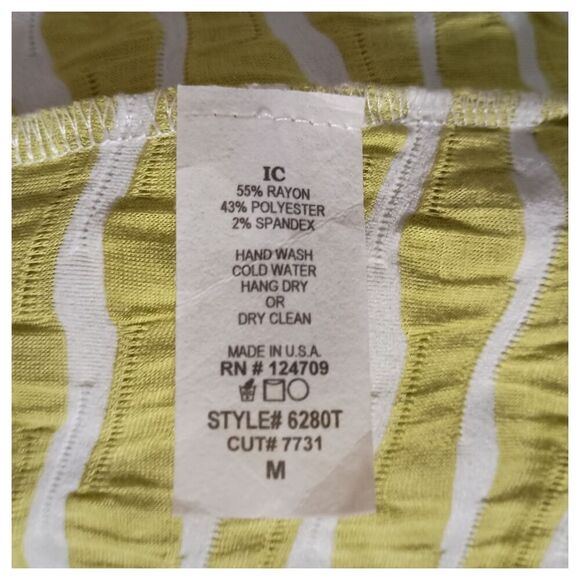 IC
55% RAYON
43% POLYESTER
2% SPANDEX
HAND WASH
COLD WATER
HANG DRY
OR
DRY CLEAN
MADE IN U.S.A.
RN # 124709
STYLE# 6280T
CUT# 7731
M